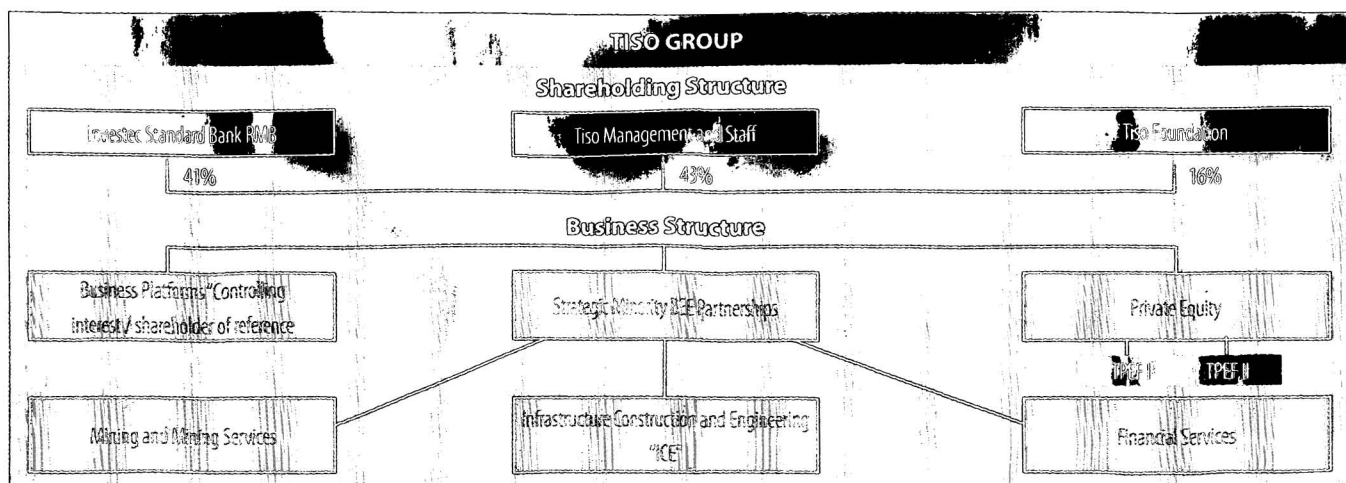 TISO GROUP
Shareholding Structure
Investec Standard Bank RMB
Tiso Management and Staff
Tiso Foundation
41%
43%
16%
Business Structure
Business Platforms "Controlling
interest / shareholder of reference
Strategic Minority BEE Partnerships
Private Equity
TPEF I
TPEF II
Mining and Mining Services
Infrastructure Construction and Engineering
"ICE"
Financial Services